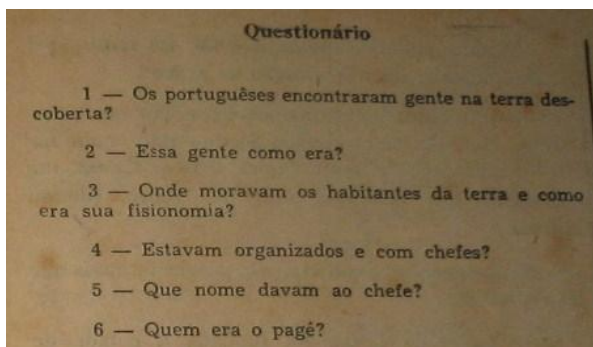 Questionário
1 — Os portuguêses encontraram gente na terra des-
coberta?
2 — Essa gente como era?
3 — Onde moravam os habitantes da terra e como
era sua fisionomia?
4 — Estavam organizados e com chefes?
5 — Que nome davam ao chefe?
6 — Quem era o pagé?